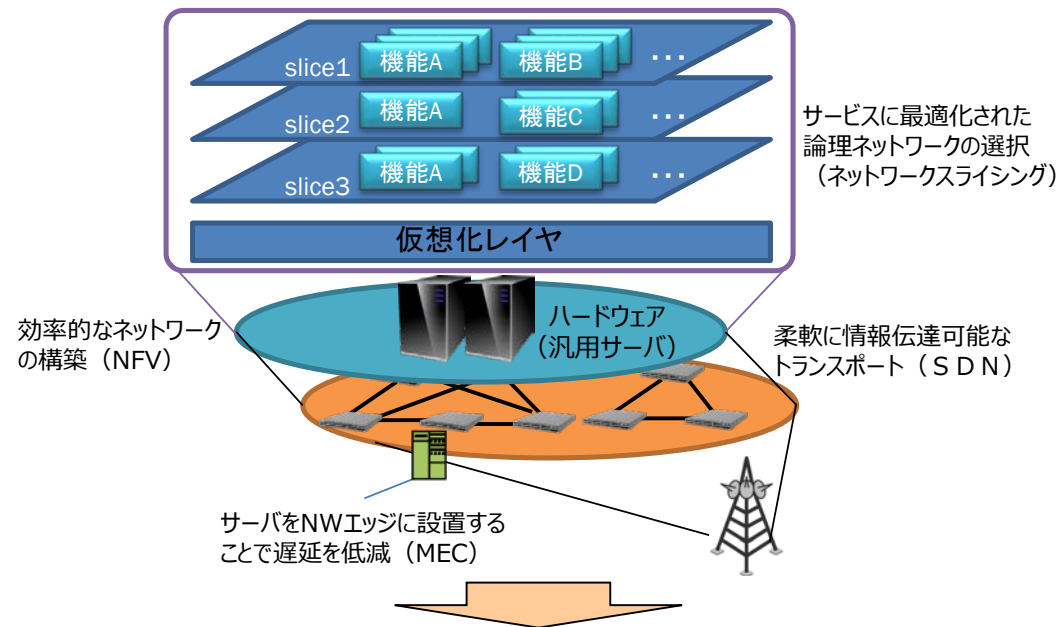 slice1 機能A 機能B ・・・
slice2 機能A 機能C ・・・
slice3 機能A 機能D ・・・
仮想化レイヤ
サービスに最適化された
論理ネットワークの選択
（ネットワークスライシング）
効率的なネットワーク
の構築（NFV）
ハードウェア
（汎用サーバ）
柔軟に情報伝達可能な
トランスポート（ＳＤＮ）
サーバをNWエッジに設置する
ことで遅延を低減（MEC）